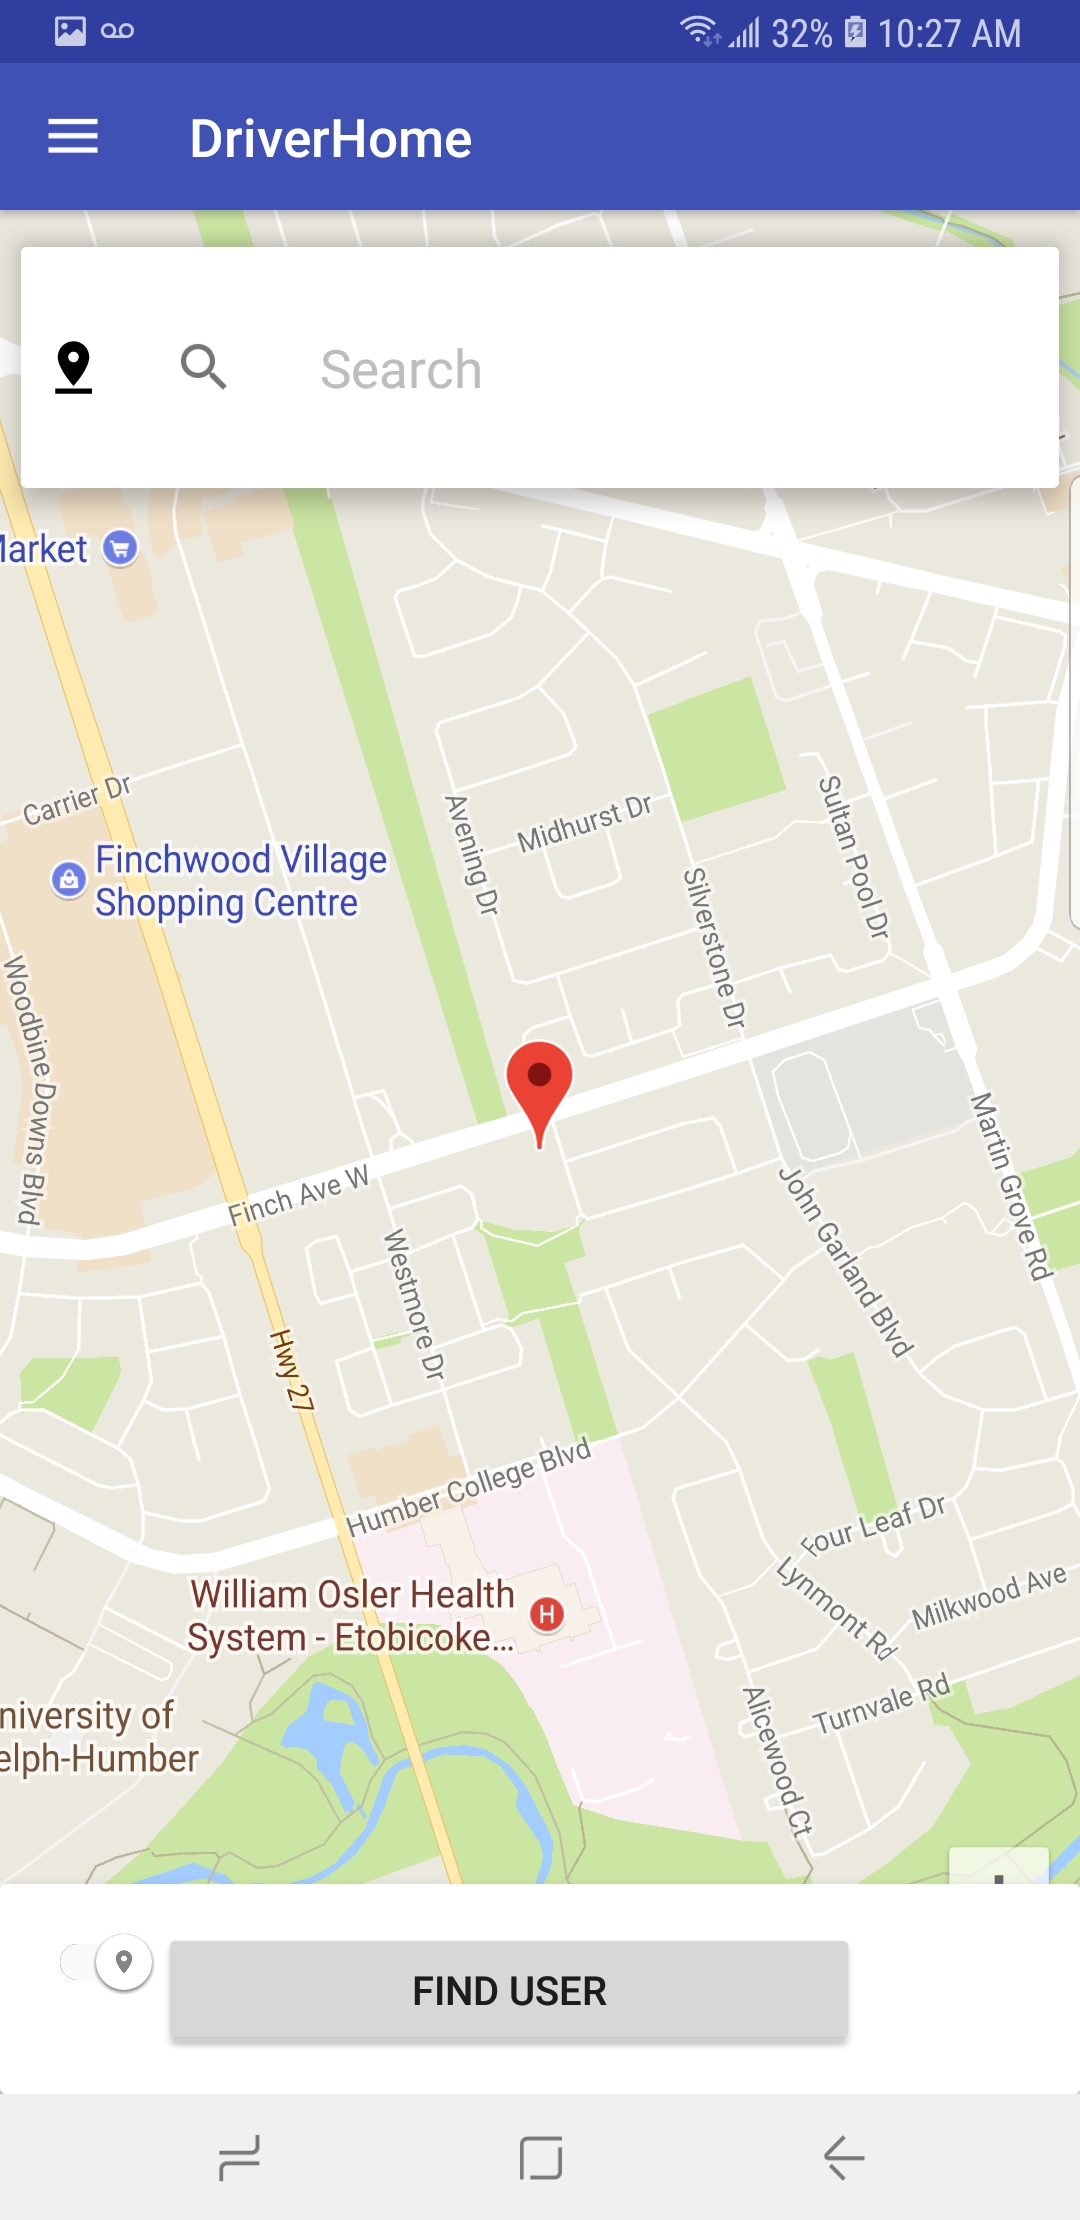 32% 10:27 AM
DriverHome
Search
Market
Carrier Dr
Finchwood Village
Shopping Centre
Avening Dr
Midhurst Dr
Silverstone Dr
Sultan Pool Dr
Woodbine Downs Blvd
Finch Ave W
Westmore Dr
John Garland Blvd
Martin Grove Rd
Hwy 27
Humber College Blvd
Four Leaf Dr
Lynmont Rd
Milkwood Ave
William Osler Health
System - Etobicoke...
H
Turnvale Rd
Alicewood Ct
niversity of
elph-Humber
FIND USER